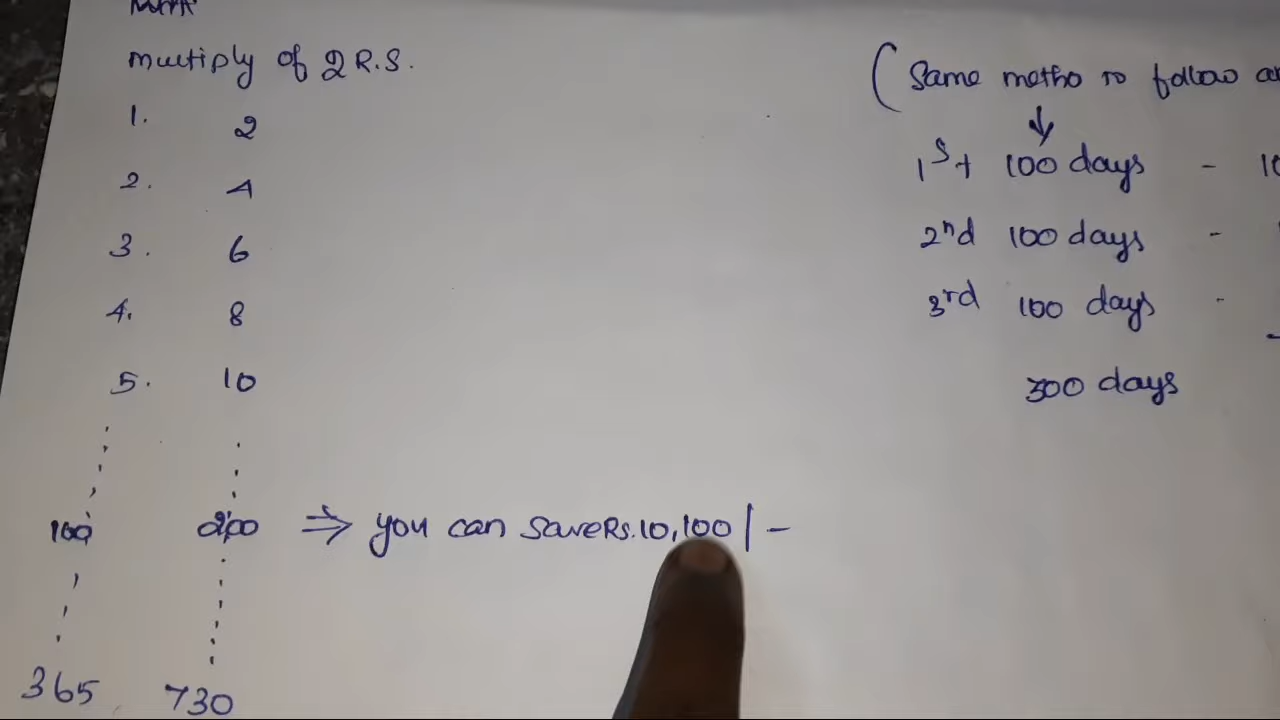 multiply of 2 R.S.
1. 2
2. 4
3. 6
4. 8
5. 10
100 200 ⇒ you can save Rs.10,100/-
365 730
(Same metho to follow
1st 100 days -
2nd 100 days -
3rd 100 days -
300 days